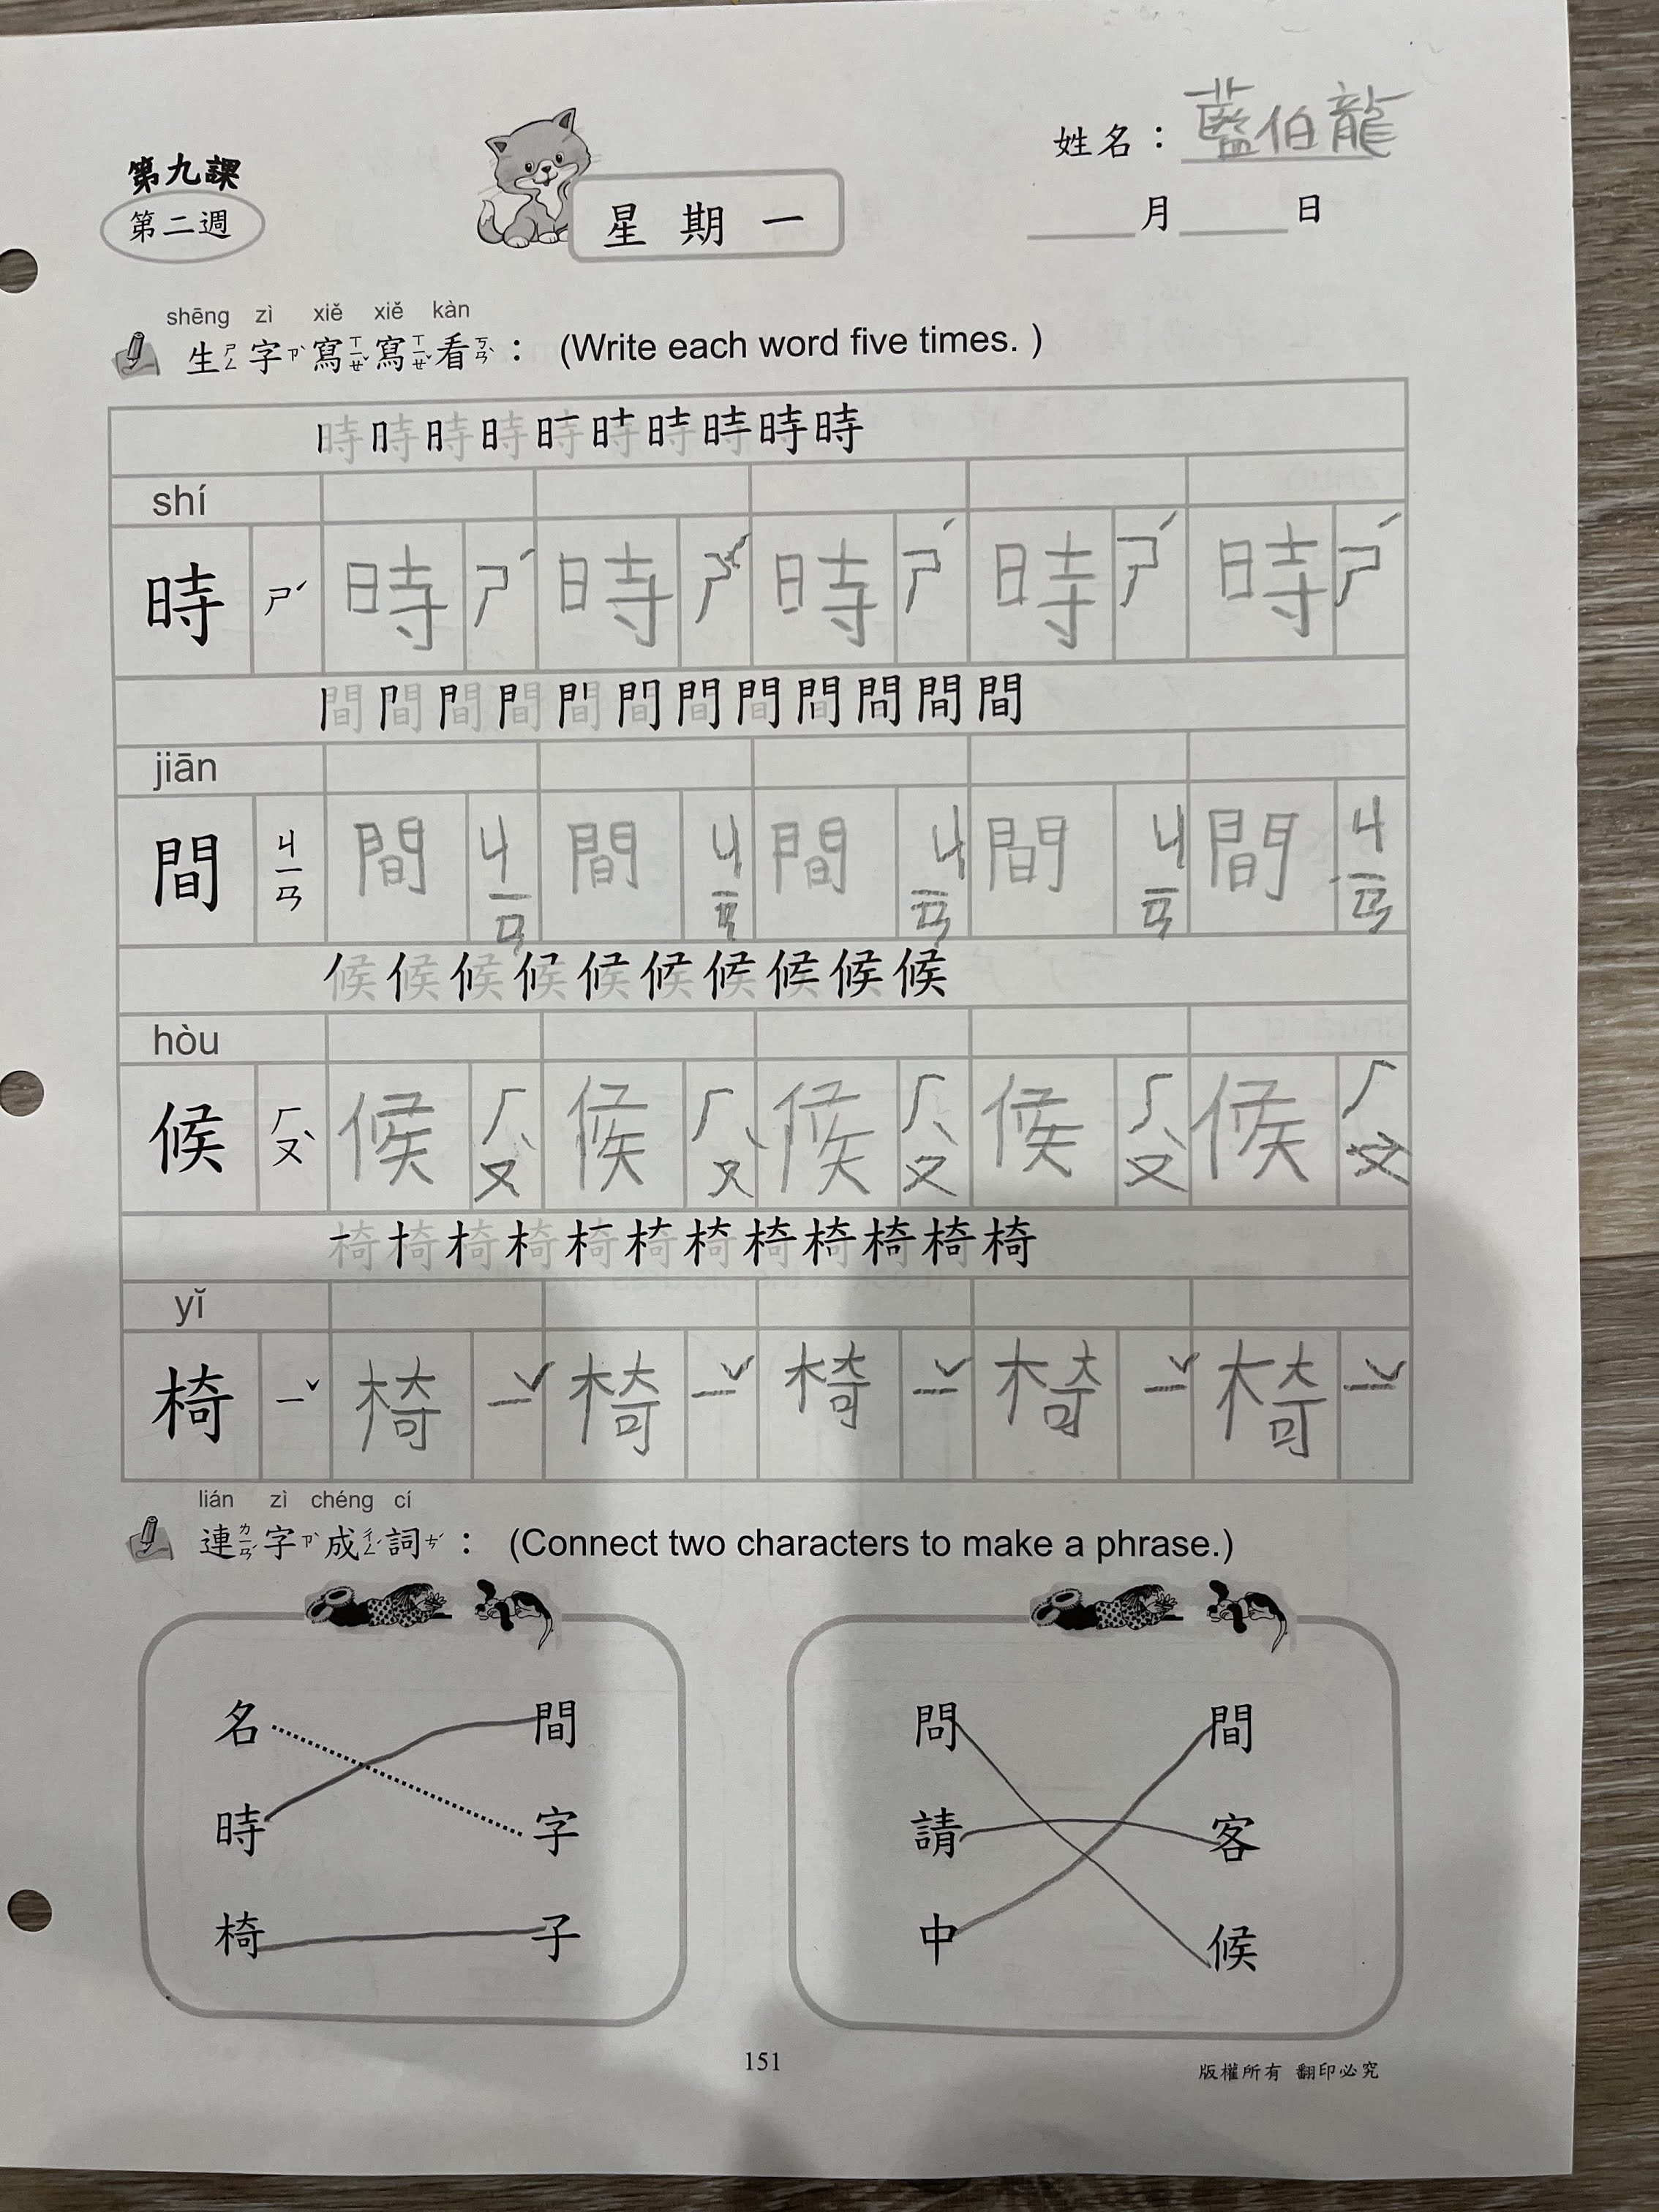 第九課
第二週
星期一
姓名：藍伯龍
月 日
shēng zì xiě xiě kàn
生ㄕㄥ字ㄗˋ寫ㄒㄧㄝˇ寫ㄒㄧㄝˇ看ㄎㄢˋ： (Write each word five times. )
時時時時時時時時時時
shí
時 ㄕˊ 時 ㄕˊ 時 ㄕˊ 時 ㄕˊ 時 ㄕˊ 時 ㄕˊ
間間間間間間間間間間間間
jiān
間 ㄐㄧㄢ 間 ㄐㄧㄢ 間 ㄐㄧㄢ 間 ㄐㄧㄢ 間 ㄐㄧㄢ 間 ㄐㄧㄢ
候候候候候候候候候候
hòu
候 ㄏㄡˋ 候 ㄏㄡˋ 候 ㄏㄡˋ 候 ㄏㄡˋ 候 ㄏㄡˋ 候 ㄏㄡ
椅椅椅椅椅椅椅椅椅椅椅椅
yǐ
椅 ㄧˇ 椅 ㄧˇ 椅 ㄧˇ 椅 ㄧˇ 椅 ㄧˇ 椅 ㄧˇ
lián zì chéng cí
連ㄌㄧㄢˊ字ㄗˋ成ㄔㄥˊ詞ㄘˊ： (Connect two characters to make a phrase.)
名 間
時 字
椅 子
問 間
請 客
中 候
151
版權所有 翻印必究